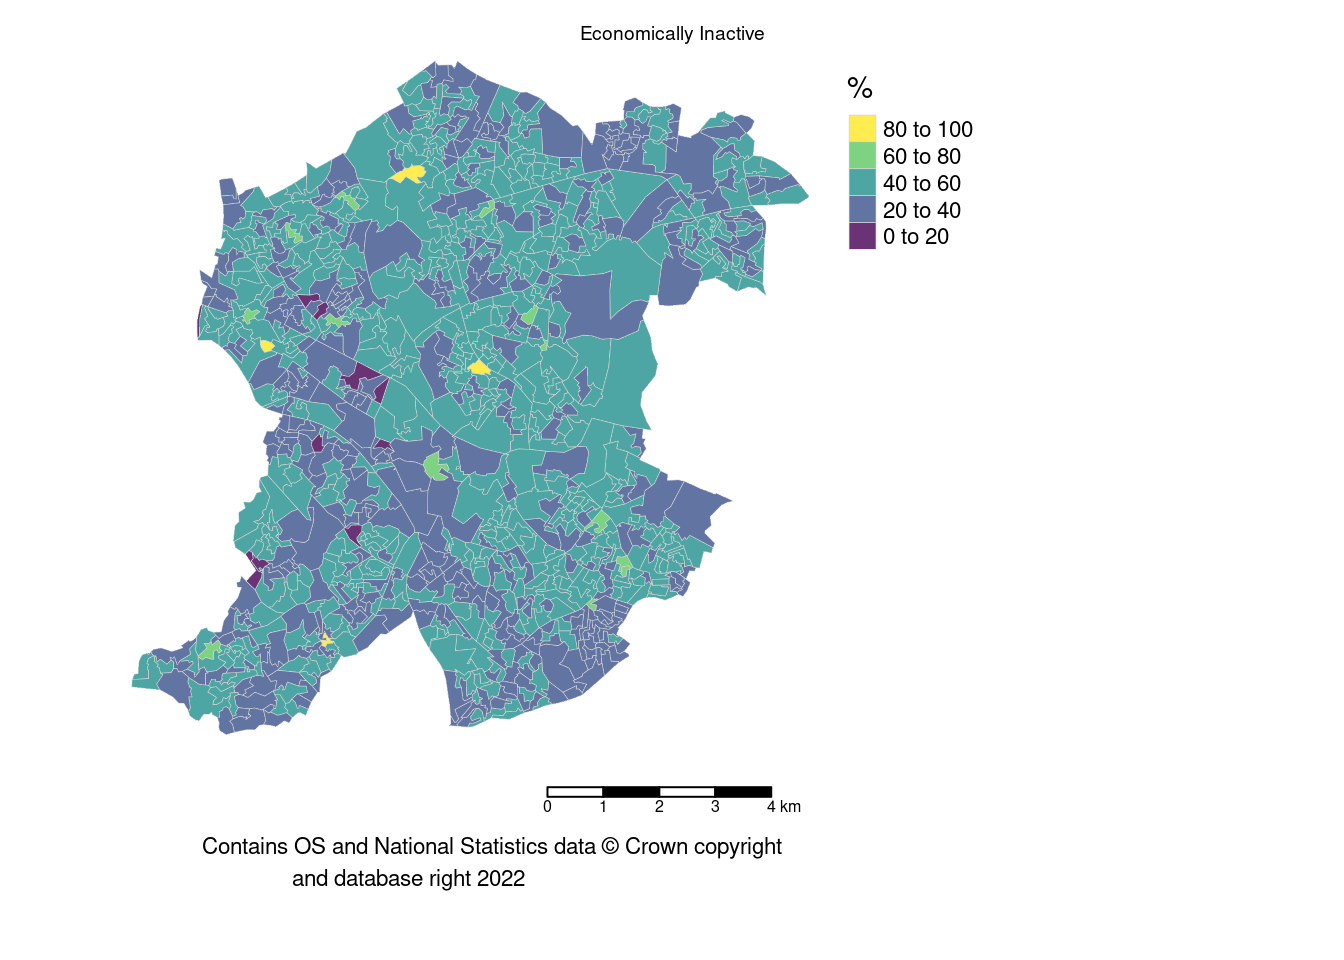 Economically Inactive
%
80 to 100
60 to 80
40 to 60
20 to 40
0 to 20
0 1 2 3 4 km
Contains OS and National Statistics data © Crown copyright
and database right 2022